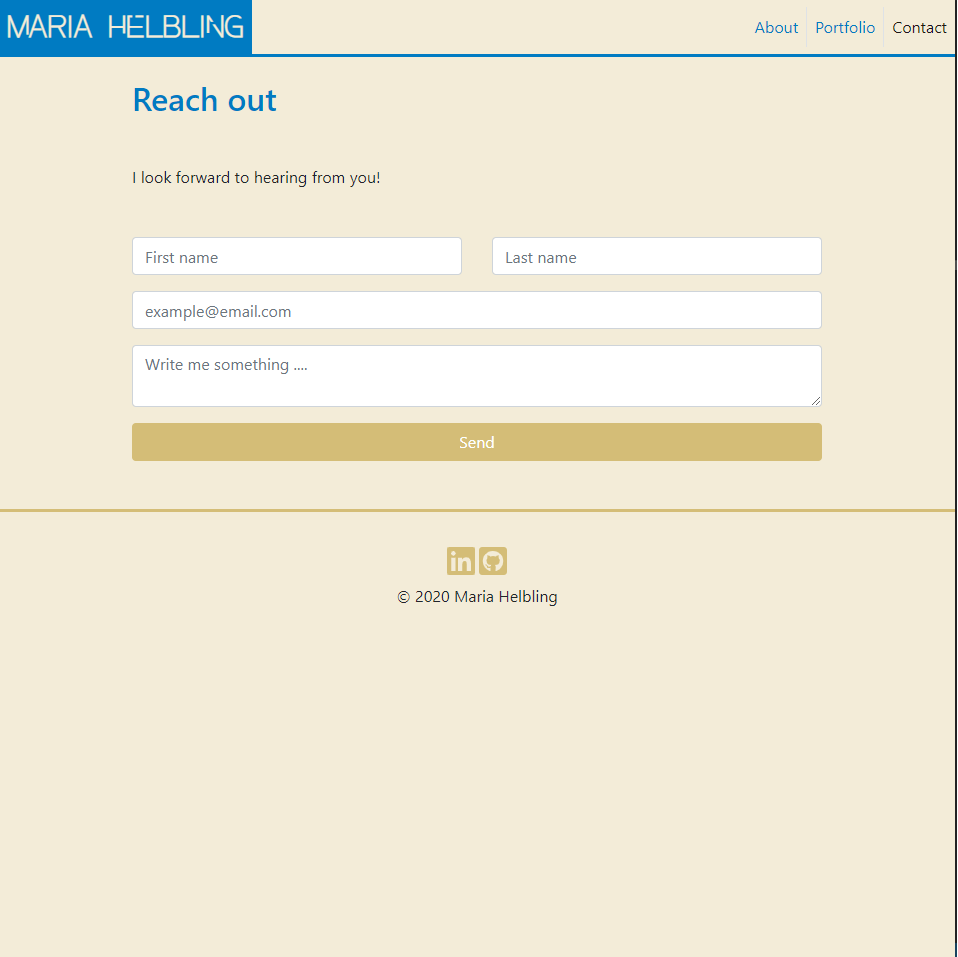 MARIA HELBLING
About Portfolio Contact
Reach out
I look forward to hearing from you!
First name Last name
example@email.com
Write me something ....
Send
in
© 2020 Maria Helbling